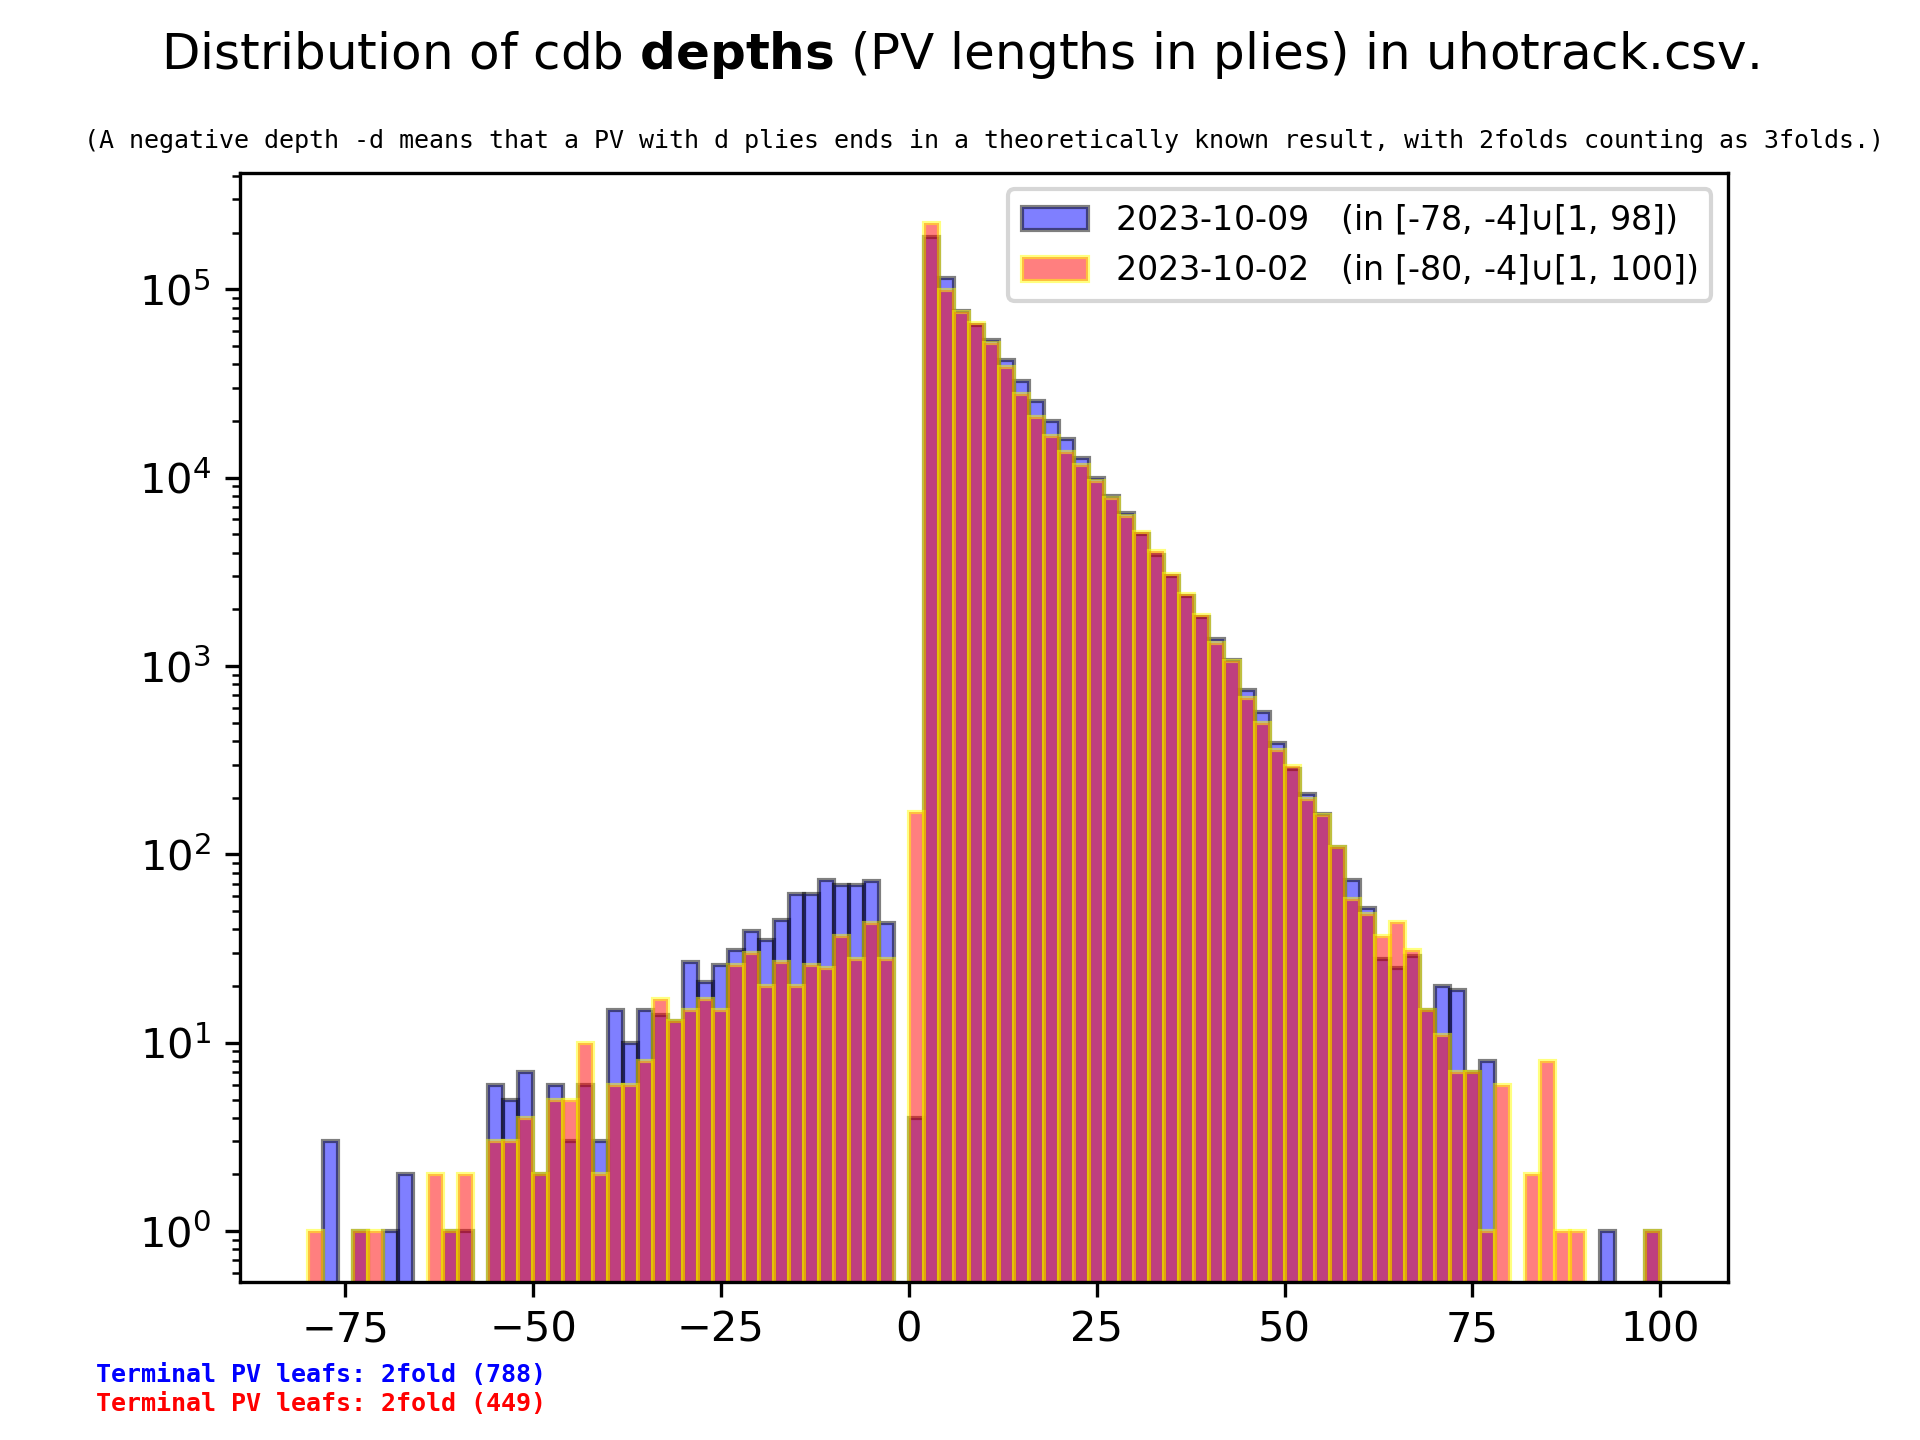 Distribution of cdb depths (PV lengths in plies) in uhotrack.csv.
(A negative depth -d means that a PV with d plies ends in a theoretically known result, with 2folds counting as 3folds.)
2023-10-09 (in [-78, -4]∪[1, 98])
2023-10-02 (in [-80, -4]∪[1, 100])
10⁵
10⁴
10³
10²
10¹
10⁰
−75 −50 −25 0 25 50 75 100
Terminal PV leafs: 2fold (788)
Terminal PV leafs: 2fold (449)